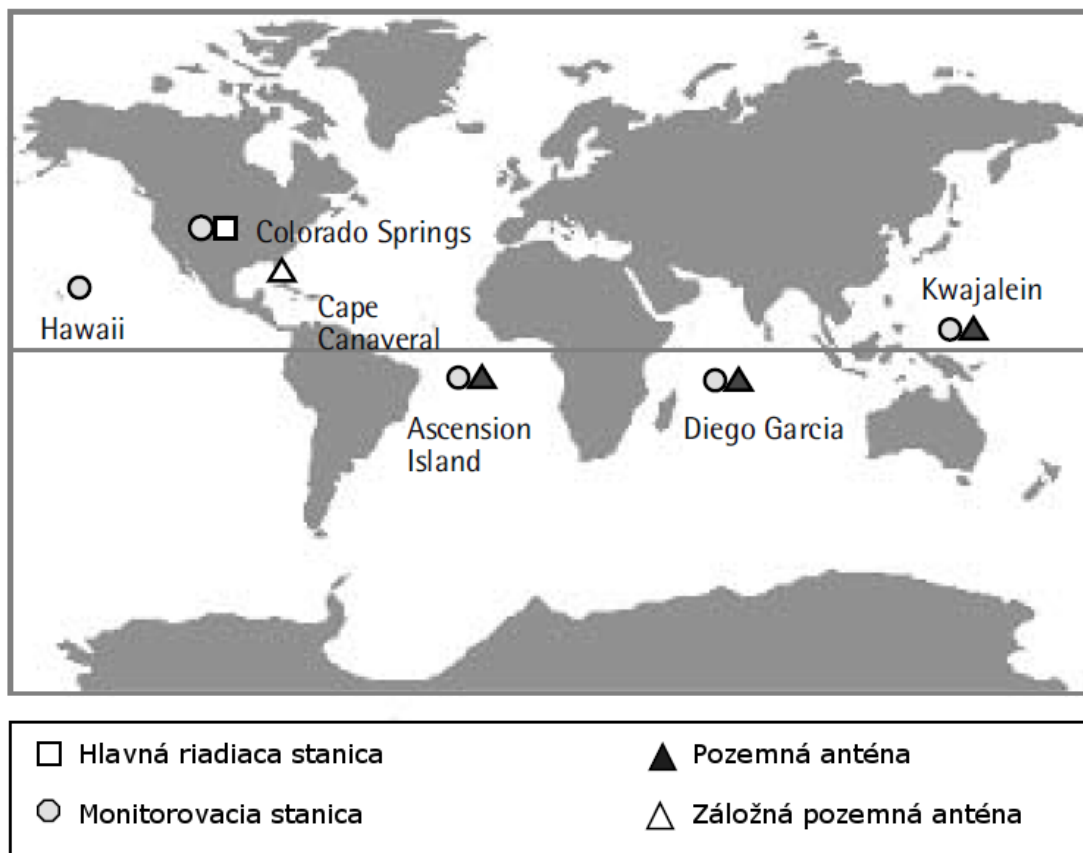 Colorado Springs
Hawaii
Cape
Canaveral
Kwajalein
Ascension
Island
Diego Garcia
Hlavná riadiaca stanica
Pozemná anténa
Monitorovacia stanica
Záložná pozemná anténa